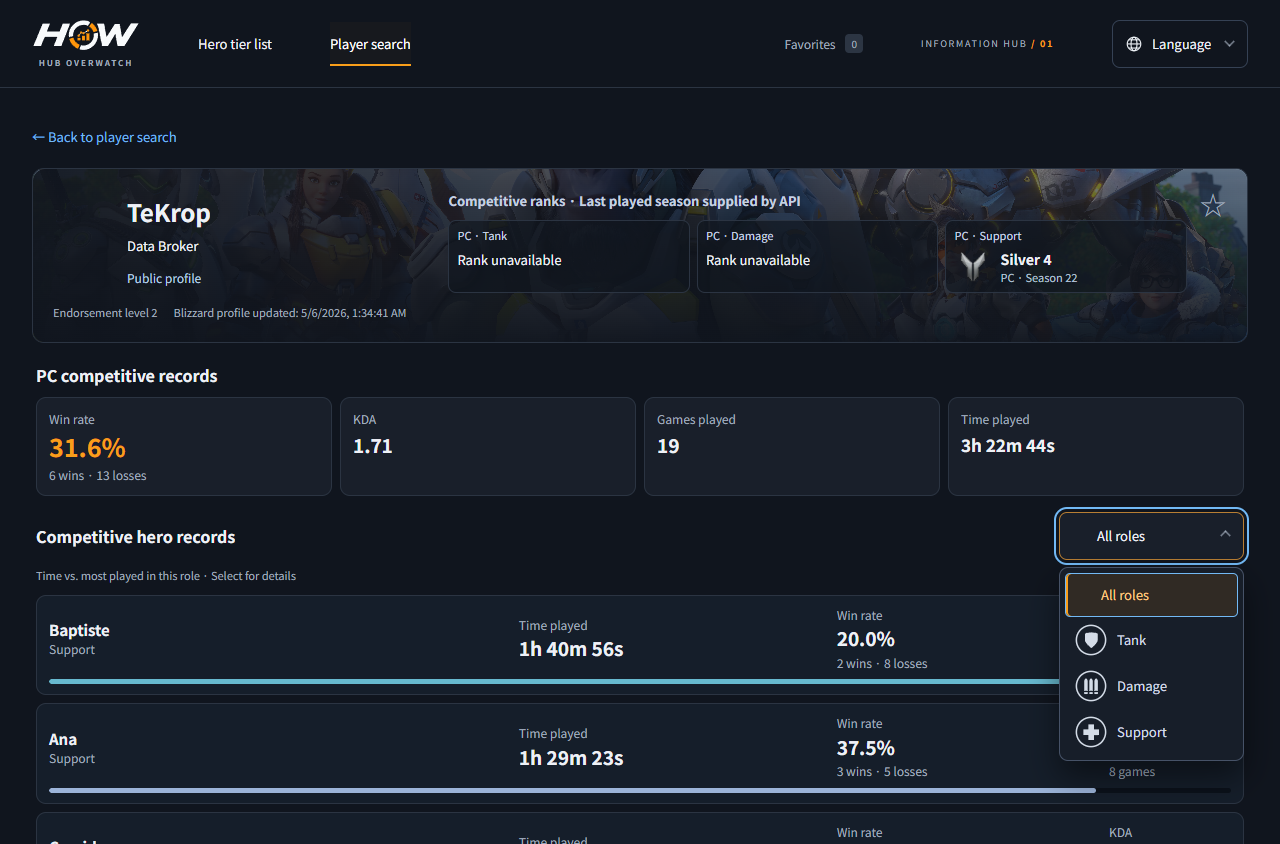 HOW
HUB OVERWATCH
Hero tier list
Player search
Favorites 0
INFORMATION HUB / 01
Language
← Back to player search
TeKrop
Data Broker
Public profile
Endorsement level 2
Blizzard profile updated: 5/6/2026, 1:34:41 AM
Competitive ranks · Last played season supplied by API
PC · Tank
Rank unavailable
PC · Damage
Rank unavailable
PC · Support
Silver 4
PC · Season 22
PC competitive records
Win rate
31.6%
6 wins · 13 losses
KDA
1.71
Games played
19
Time played
3h 22m 44s
Competitive hero records
All roles
All roles
Tank
Damage
Support
Time vs. most played in this role · Select for details
Baptiste
Support
Time played
1h 40m 56s
Win rate
20.0%
2 wins · 8 losses
Ana
Support
Time played
1h 29m 23s
Win rate
37.5%
3 wins · 5 losses
8 games
Time played
Win rate
KDA